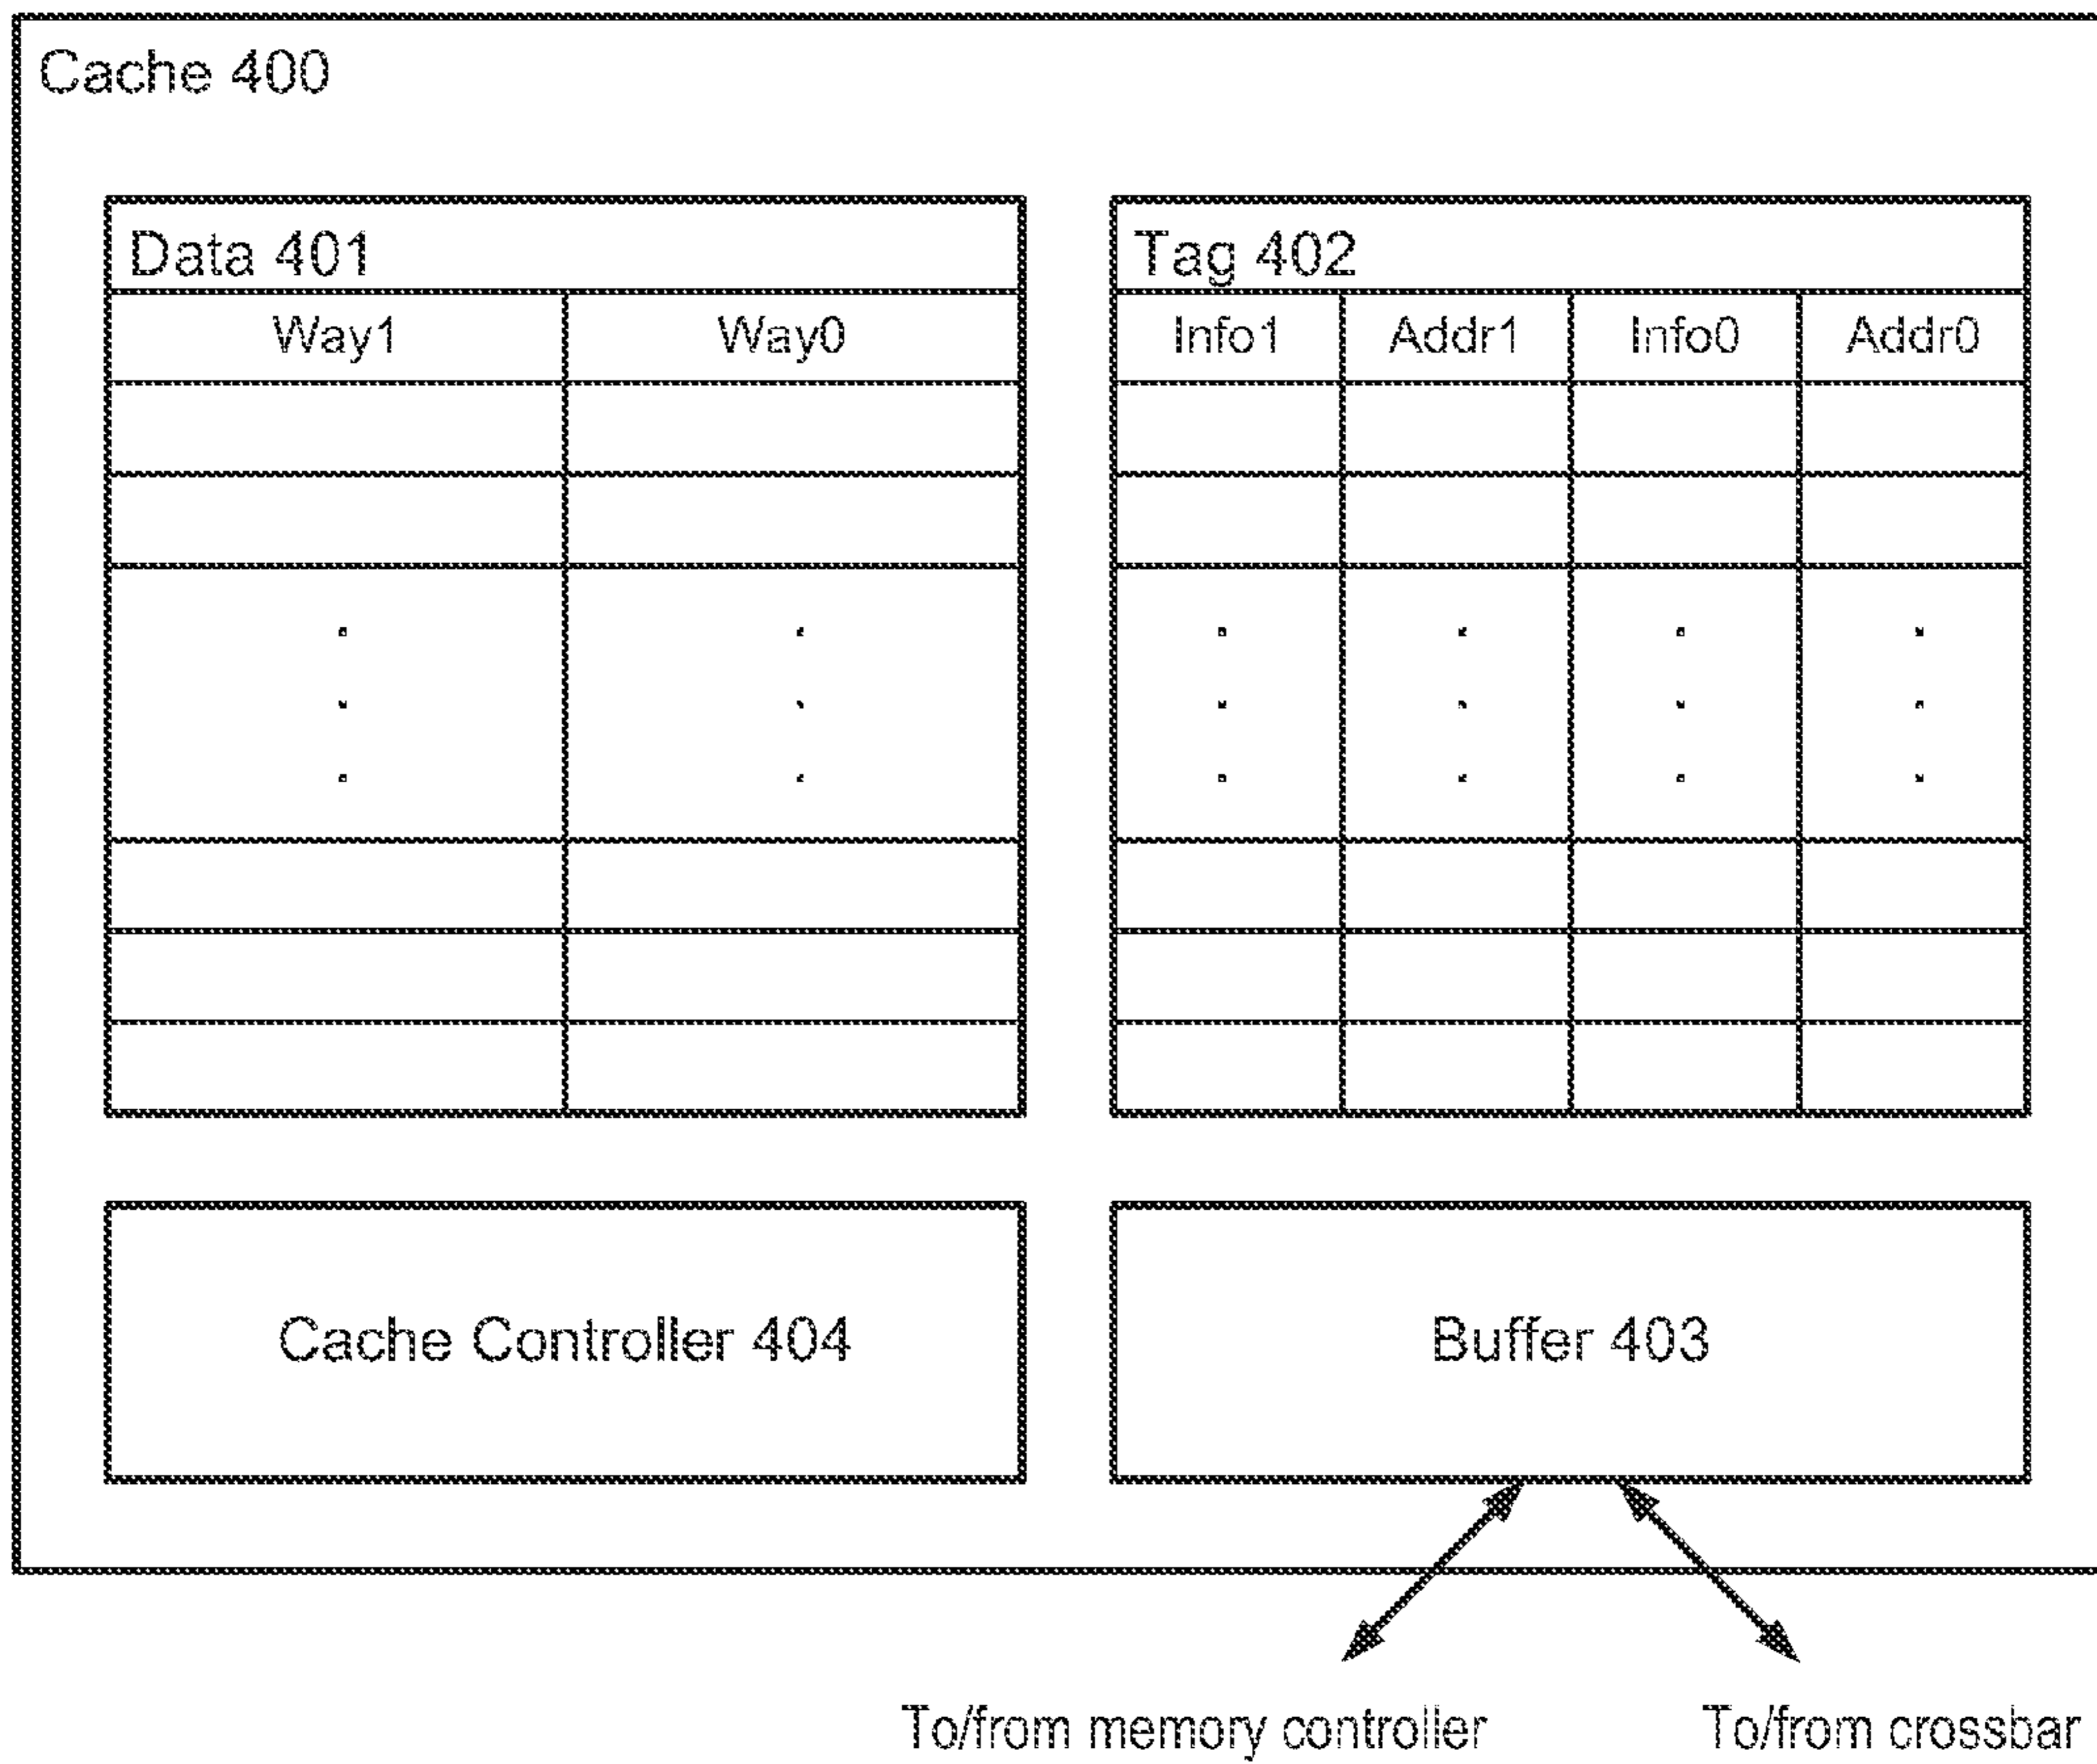 Cache 400
Data 401
Tag 402
Way1 Way0
Info1 Addr1 Info0 Addr0
Cache Controller 404
Buffer 403
To/from memory controller
To/from crossbar